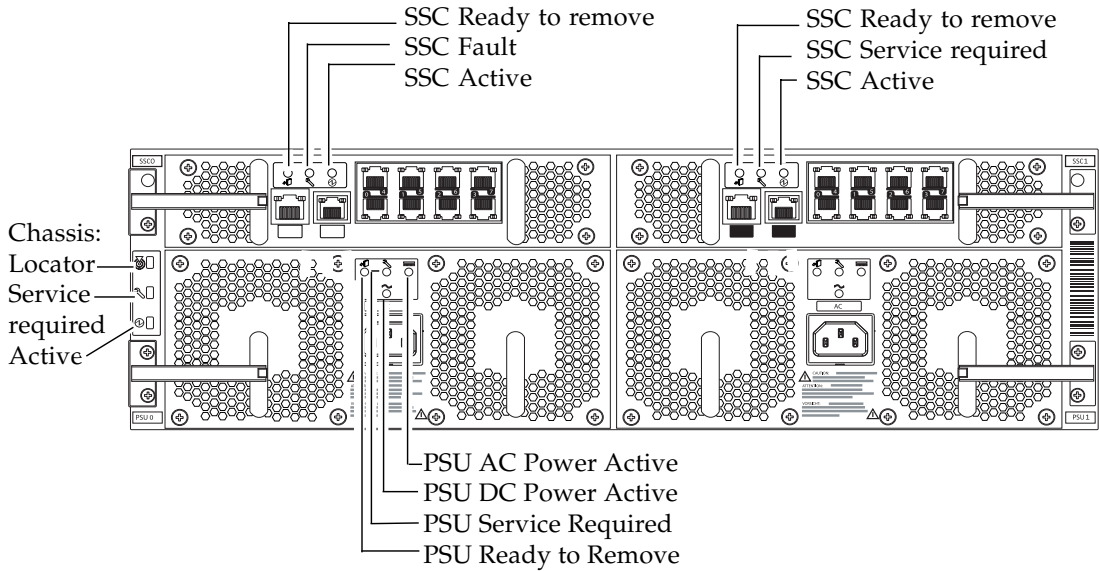 SSC Ready to remove
SSC Fault
SSC Active
SSC Ready to remove
SSC Service required
SSC Active
SSC0
SSC1
Chassis:
Locator
Service
required
Active
AC
CAUTION:
ATTENTION:
PSU 0
PSU 1
PSU AC Power Active
PSU DC Power Active
PSU Service Required
PSU Ready to Remove